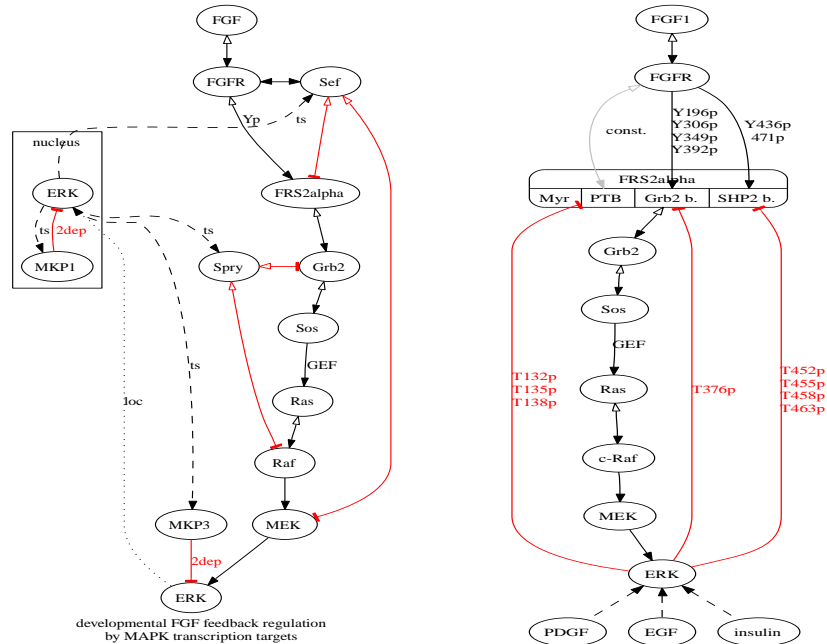 FGF
FGFR
Sef
Yp
ts
nucleus
ERK
FRS2alpha
ts
2dep
ts
MKP1
Spry
Grb2
Sos
GEF
ts
loc
Ras
Raf
MKP3
MEK
2dep
ERK
developmental FGF feedback regulation
by MAPK transcription targets
FGF1
FGFR
const.
Y196p
Y306p
Y349p
Y392p
Y436p
471p
FRS2alpha
Myr
PTB
Grb2 b.
SHP2 b.
Grb2
Sos
GEF
T132p
T135p
T138p
Ras
T376p
T452p
T455p
T458p
T463p
c-Raf
MEK
ERK
PDGF
EGF
insulin